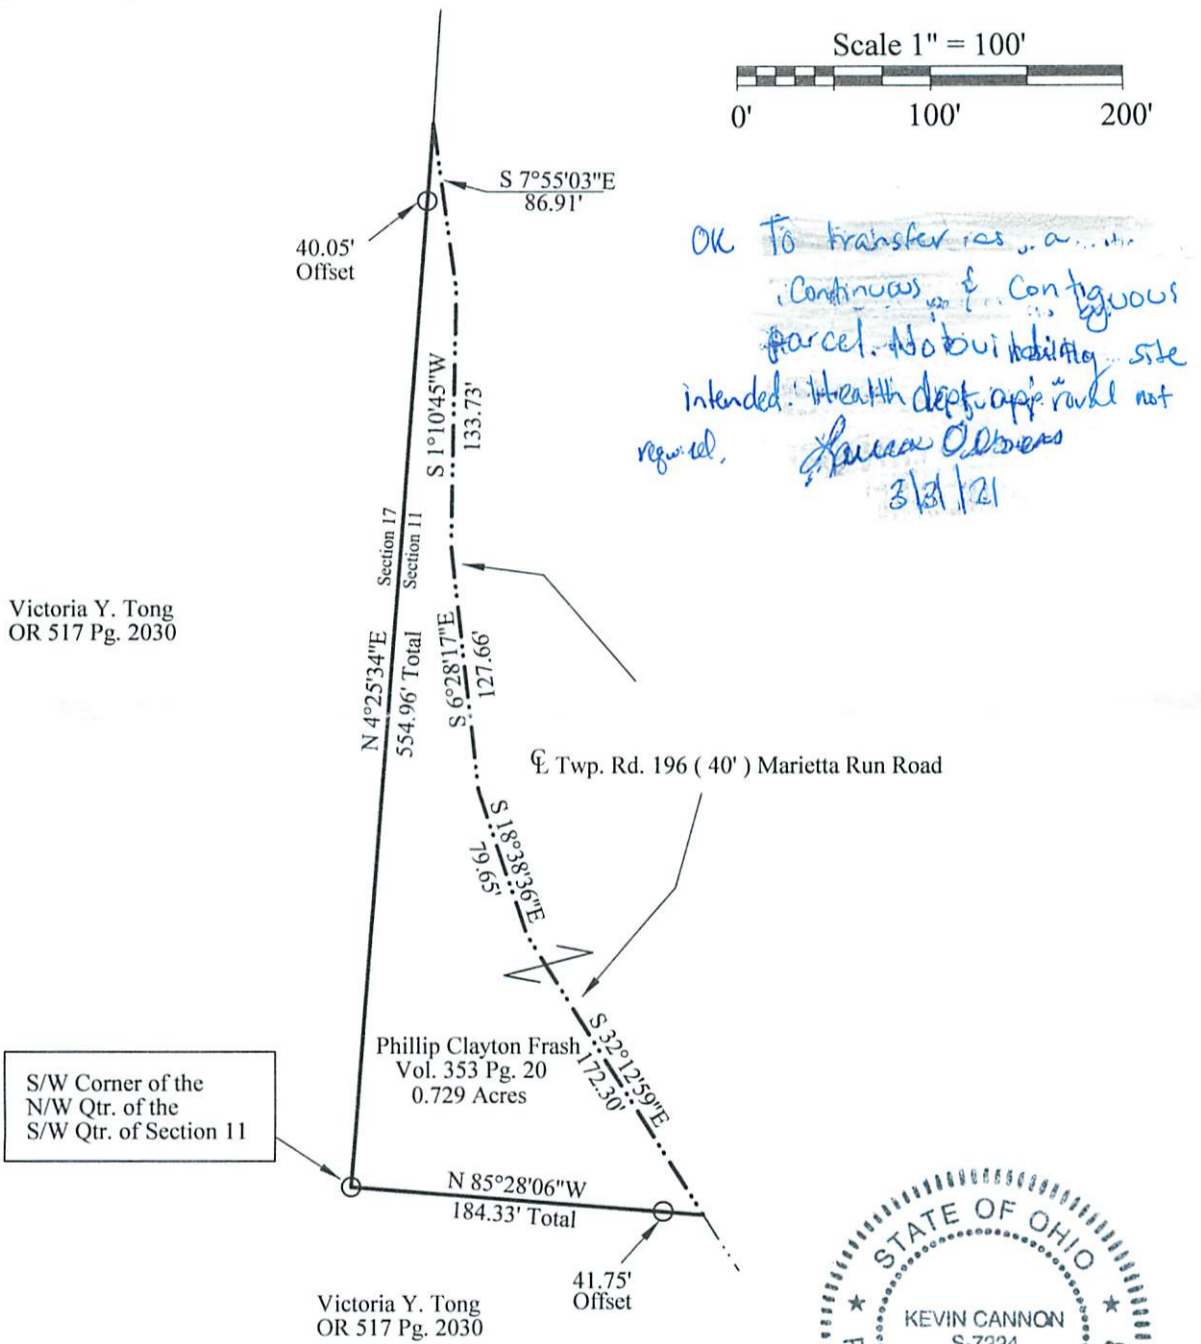 Scale 1" = 100'
0' 100' 200'
S 7°55'03"E
86.91'
40.05'
Offset
OK To transfer as a
Continuous & Contiguous
Parcel. No building site
intended. Health dept. approval not
required.
3/31/21
S 1°10'45"W
133.73'
Section 17
Section 11
Victoria Y. Tong
OR 517 Pg. 2030
N 4°25'34"E
554.96' Total
S 6°28'17"E
127.66'
℄ Twp. Rd. 196 ( 40' ) Marietta Run Road
S 18°38'36"E
79.65'
S 32°12'59"E
172.30'
Phillip Clayton Frash
Vol. 353 Pg. 20
0.729 Acres
S/W Corner of the
N/W Qtr. of the
S/W Qtr. of Section 11
N 85°28'06"W
184.33' Total
41.75'
Offset
Victoria Y. Tong
OR 517 Pg. 2030
STATE OF OHIO
KEVIN CANNON